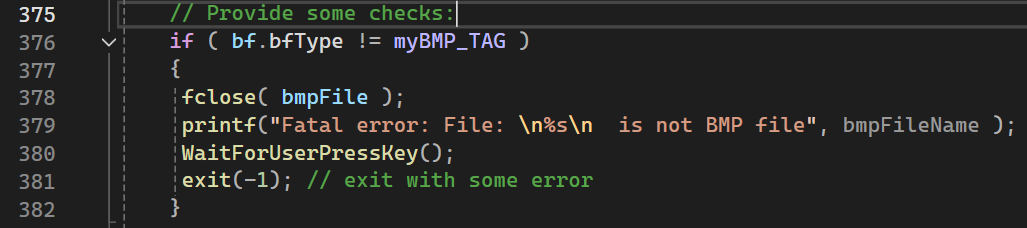 375 // Provide some checks:
376 if ( bf.bfType != myBMP_TAG )
377 {
378 fclose( bmpFile );
379 printf("Fatal error: File: \n%s\n  is not BMP file", bmpFileName );
380 WaitForUserPressKey();
381 exit(-1); // exit with some error
382 }